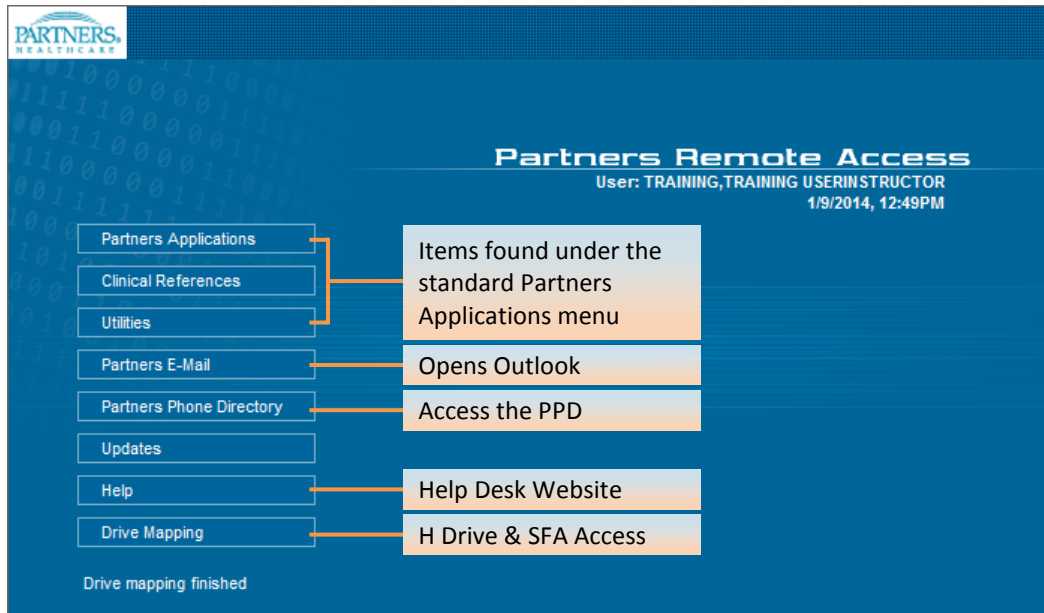 PARTNERS.
HEALTHCARE
Partners Remote Access
User: TRAINING,TRAINING USERINSTRUCTOR
1/9/2014, 12:49PM
Partners Applications
Clinical References
Utilities
Items found under the
standard Partners
Applications menu
Partners E-Mail
Opens Outlook
Partners Phone Directory
Access the PPD
Updates
Help
Help Desk Website
Drive Mapping
H Drive & SFA Access
Drive mapping finished